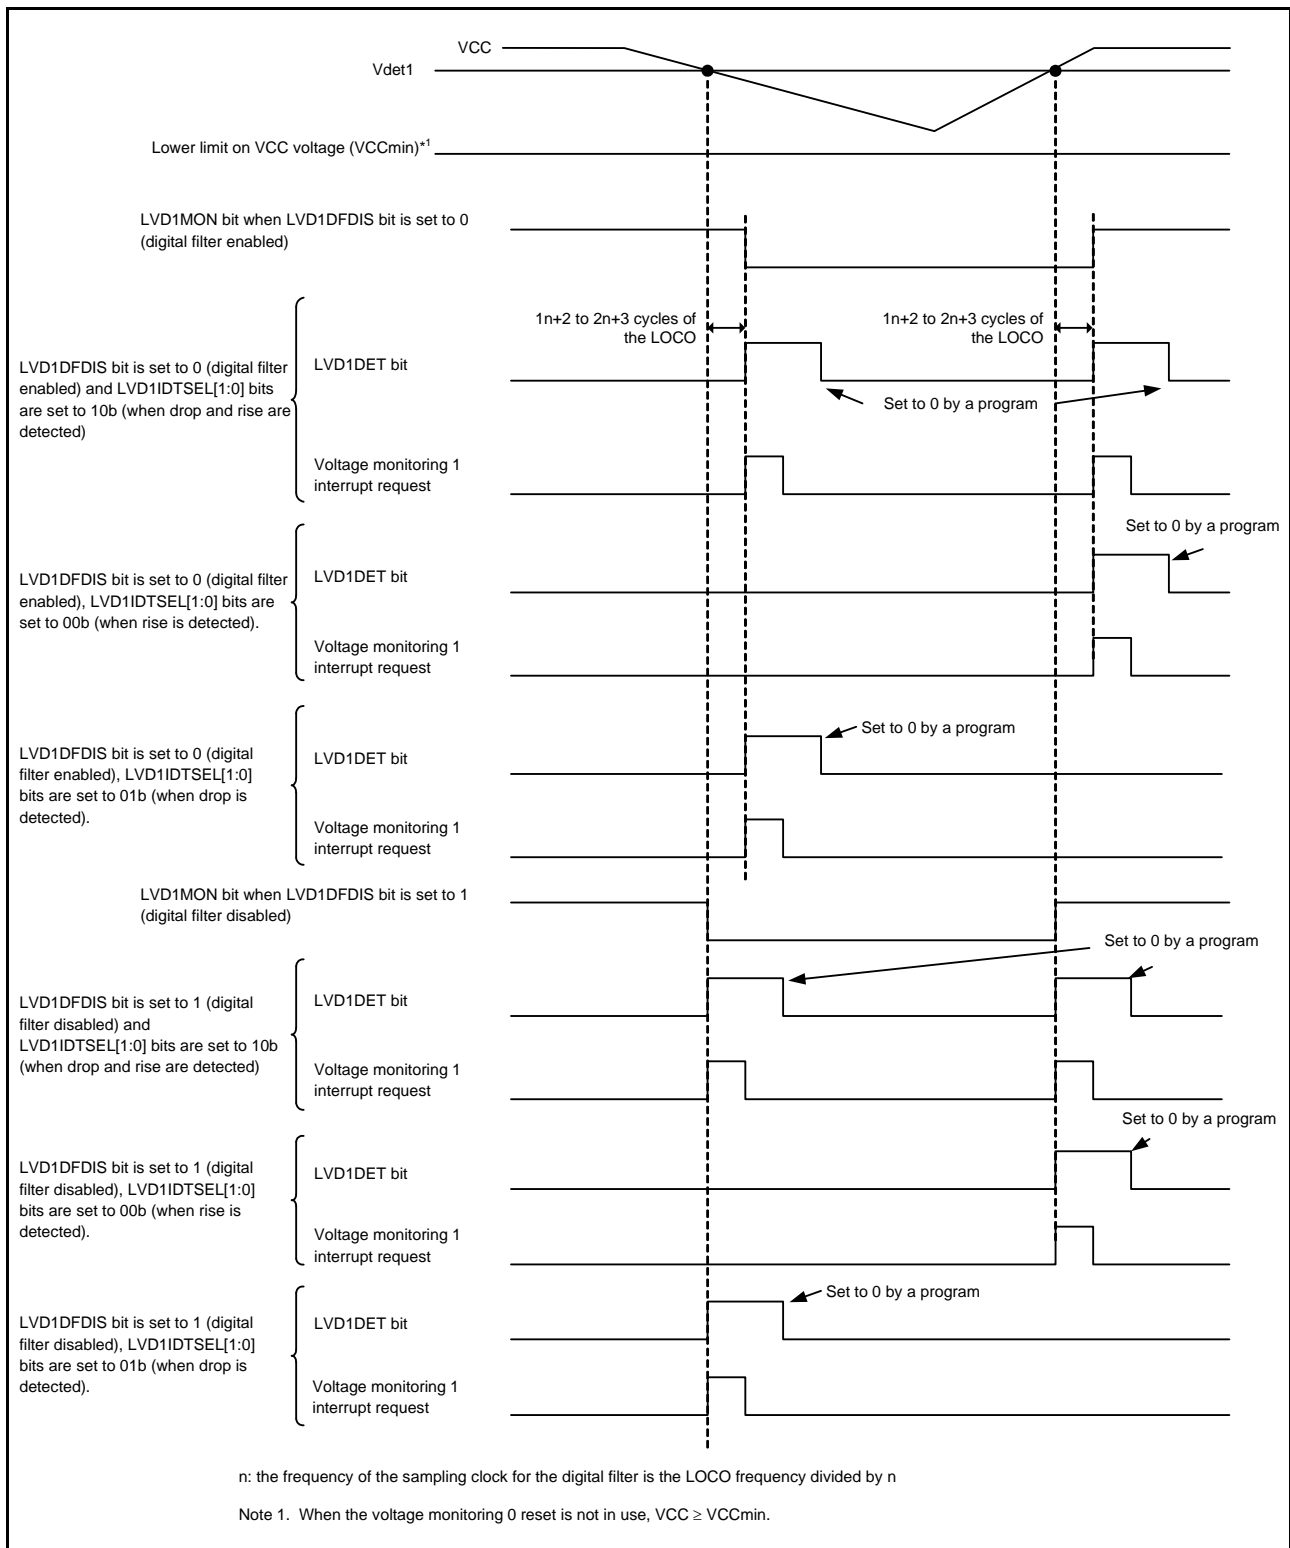 VCC
Vdet1
Lower limit on VCC voltage (VCCmin)*1
LVD1MON bit when LVD1DFDIS bit is set to 0
(digital filter enabled)
1n+2 to 2n+3 cycles of
the LOCO
1n+2 to 2n+3 cycles of
the LOCO
LVD1DFDIS bit is set to 0 (digital filter
enabled) and LVD1IDTSEL[1:0] bits
are set to 10b (when drop and rise are
detected)
LVD1DET bit
Set to 0 by a program
Voltage monitoring 1
interrupt request
Set to 0 by a program
LVD1DFDIS bit is set to 0 (digital filter
enabled), LVD1IDTSEL[1:0] bits are
set to 00b (when rise is detected).
LVD1DET bit
Voltage monitoring 1
interrupt request
Set to 0 by a program
LVD1DFDIS bit is set to 0 (digital
filter enabled), LVD1IDTSEL[1:0]
bits are set to 01b (when drop is
detected).
LVD1DET bit
Voltage monitoring 1
interrupt request
LVD1MON bit when LVD1DFDIS bit is set to 1
(digital filter disabled)
Set to 0 by a program
LVD1DFDIS bit is set to 1 (digital
filter disabled) and
LVD1IDTSEL[1:0] bits are set to 10b
(when drop and rise are detected)
LVD1DET bit
Voltage monitoring 1
interrupt request
Set to 0 by a program
LVD1DFDIS bit is set to 1 (digital
filter disabled), LVD1IDTSEL[1:0]
bits are set to 00b (when rise is
detected).
LVD1DET bit
Voltage monitoring 1
interrupt request
Set to 0 by a program
LVD1DFDIS bit is set to 1 (digital
filter disabled), LVD1IDTSEL[1:0]
bits are set to 01b (when drop is
detected).
LVD1DET bit
Voltage monitoring 1
interrupt request
n: the frequency of the sampling clock for the digital filter is the LOCO frequency divided by n
Note 1. When the voltage monitoring 0 reset is not in use, VCC ≥ VCCmin.